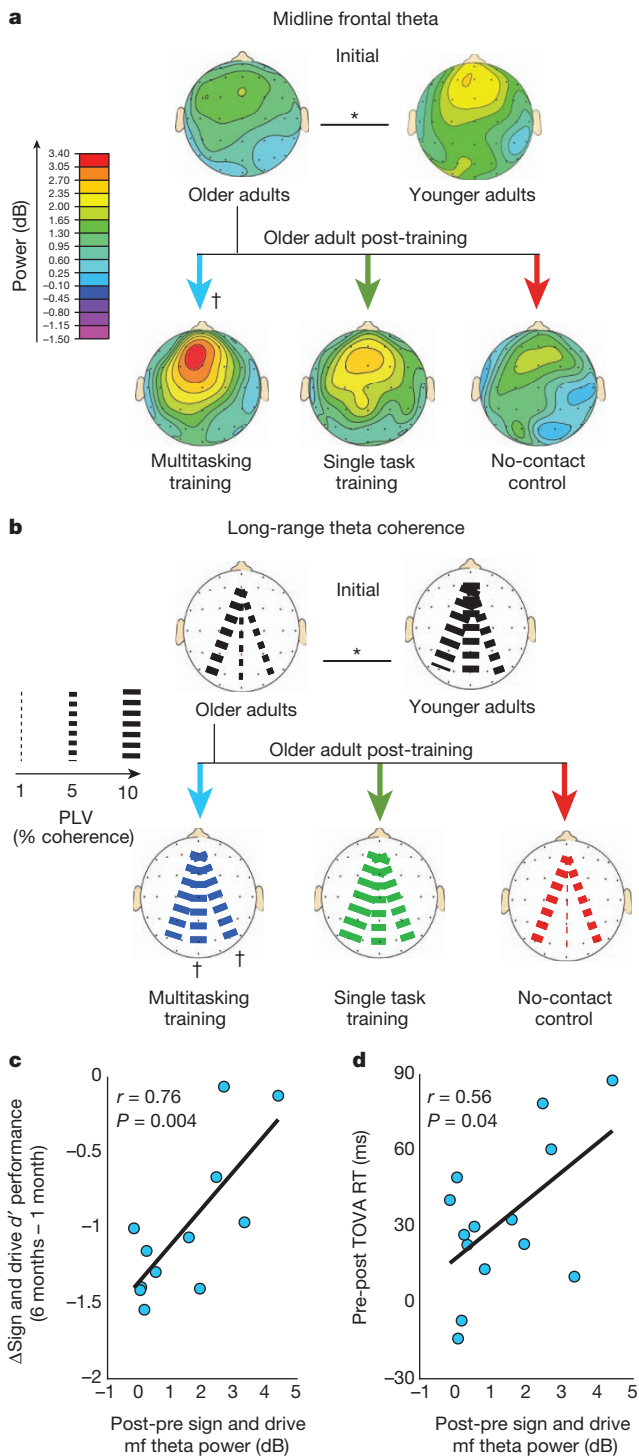 a
Midline frontal theta
Initial
*
Older adults
Younger adults
Power (dB)
3.40
3.05
2.70
2.35
2.00
1.65
1.30
0.95
0.60
0.25
−0.10
−0.45
−0.80
−1.15
−1.50
Older adult post-training
†
Multitasking
training
Single task
training
No-contact
control
b
Long-range theta coherence
Initial
*
Older adults
Younger adults
1 5 10
PLV
(% coherence)
Older adult post-training
† †
Multitasking
training
Single task
training
No-contact
control
c
r = 0.76
P = 0.004
ΔSign and drive d′ performance
(6 months – 1 month)
0
−0.5
−1
−1.5
−2
−1 0 1 2 3 4 5
Post-pre sign and drive
mf theta power (dB)
d
r = 0.56
P = 0.04
Pre-post TOVA RT (ms)
90
60
30
0
−30
−1 0 1 2 3 4 5
Post-pre sign and drive
mf theta power (dB)